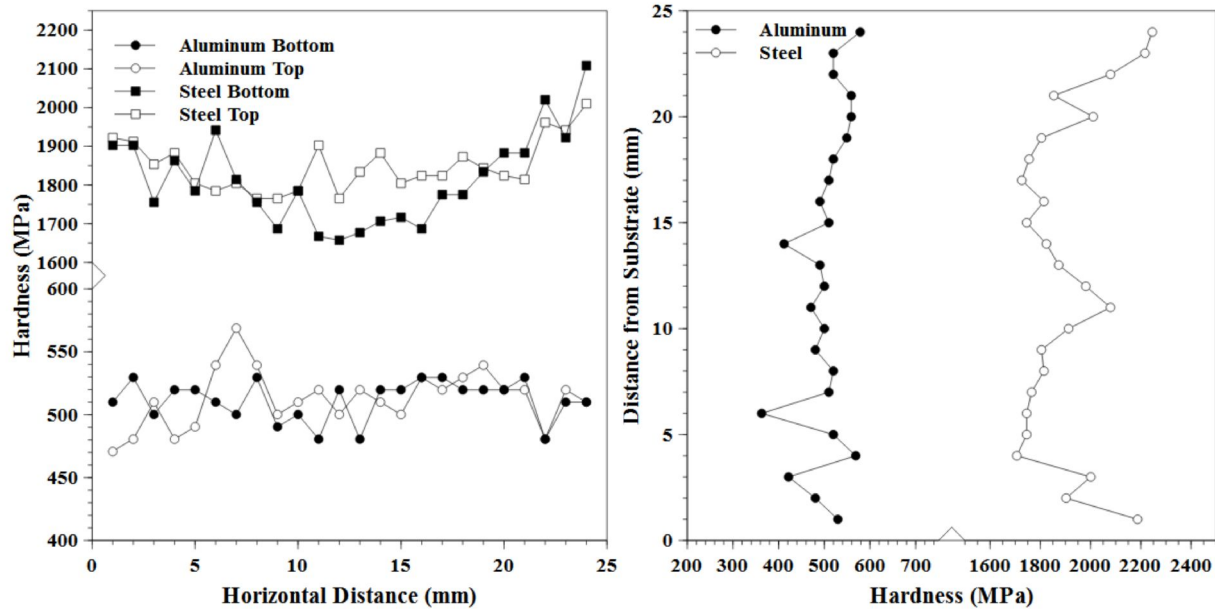 2200
2100
2000
1900
1800
1700
1600
600
550
500
450
400
Hardness (MPa)
Aluminum Bottom
Aluminum Top
Steel Bottom
Steel Top
0 5 10 15 20 25
Horizontal Distance (mm)
25
20
15
10
5
0
Distance from Substrate (mm)
Aluminum
Steel
200 300 400 500 600 700 1600 1800 2000 2200 2400
Hardness (MPa)